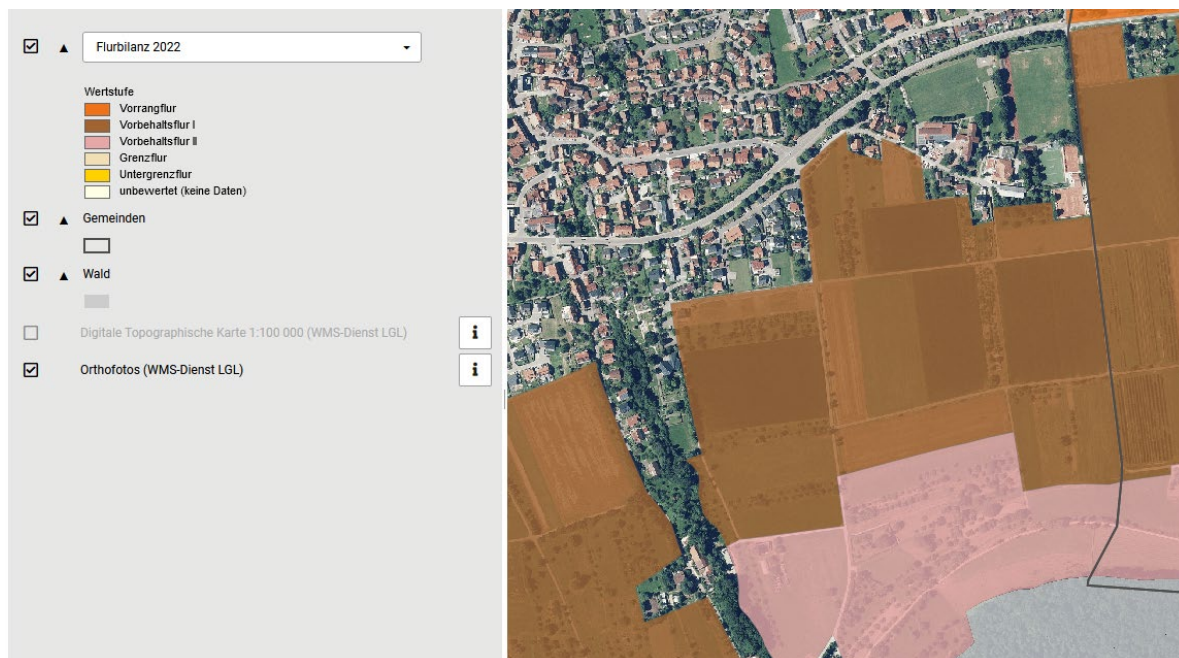 Flurbilanz 2022
Wertstufe
Vorrangflur
Vorbehaltsflur I
Vorbehaltsflur II
Grenzflur
Untergrenzflur
unbewertet (keine Daten)
Gemeinden
Wald
Digitale Topographische Karte 1:100 000 (WMS-Dienst LGL)
i
Orthofotos (WMS-Dienst LGL)
i